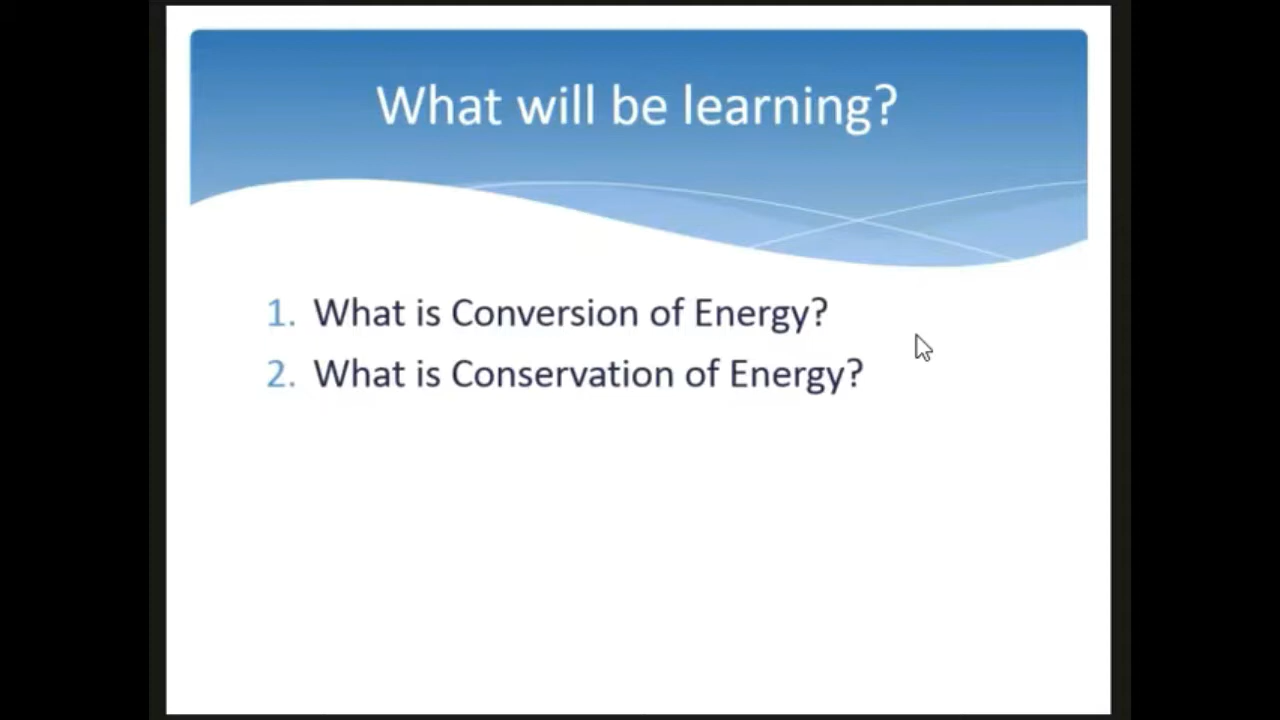 What will be learning?
1. What is Conversion of Energy?
2. What is Conservation of Energy?